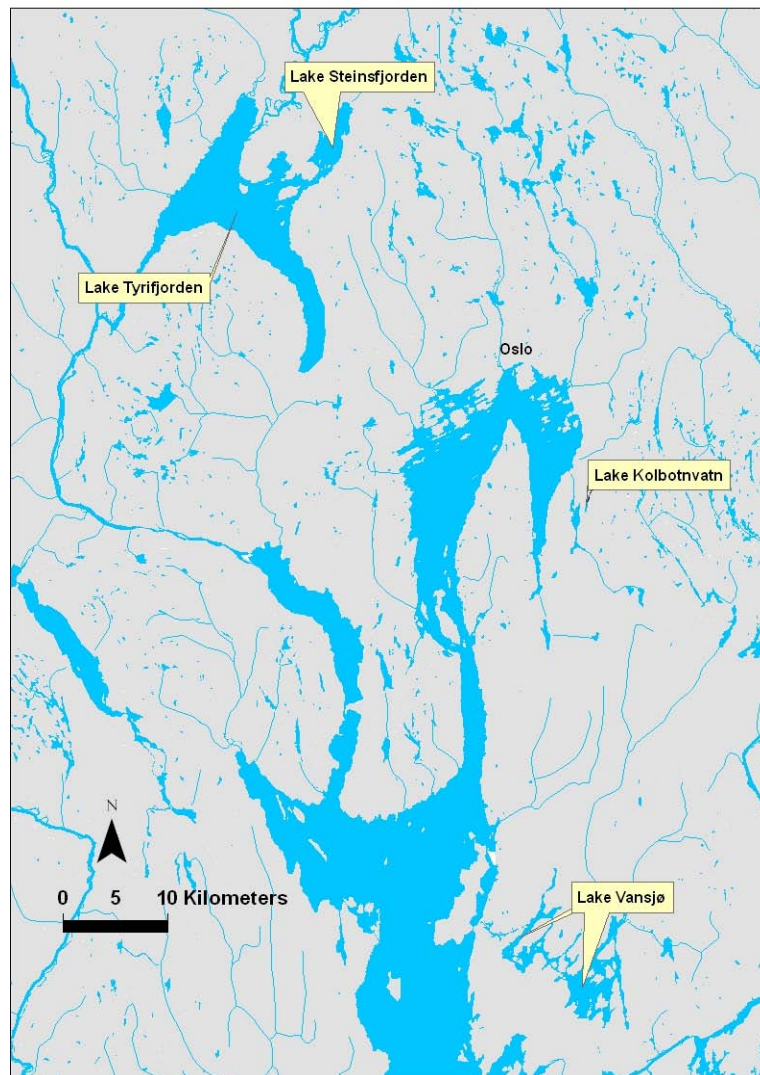 Lake Steinsfjorden
Lake Tyrifjorden
Oslo
Lake Kolbotnvatn
N
0 5 10 Kilometers
Lake Vansjø